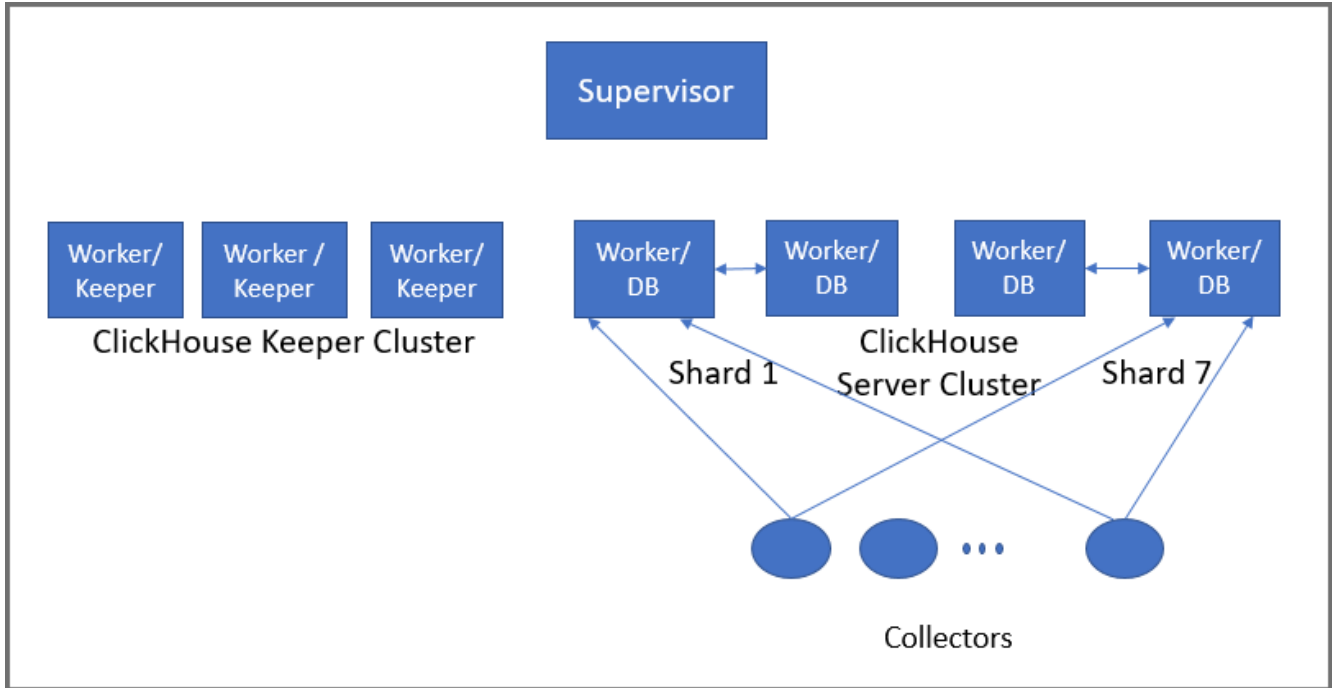 Supervisor
Worker/
Keeper
Worker /
Keeper
Worker/
Keeper
ClickHouse Keeper Cluster
Worker/
DB
Worker/
DB
Worker/
DB
Worker/
DB
Shard 1
ClickHouse
Server Cluster
Shard 7
Collectors